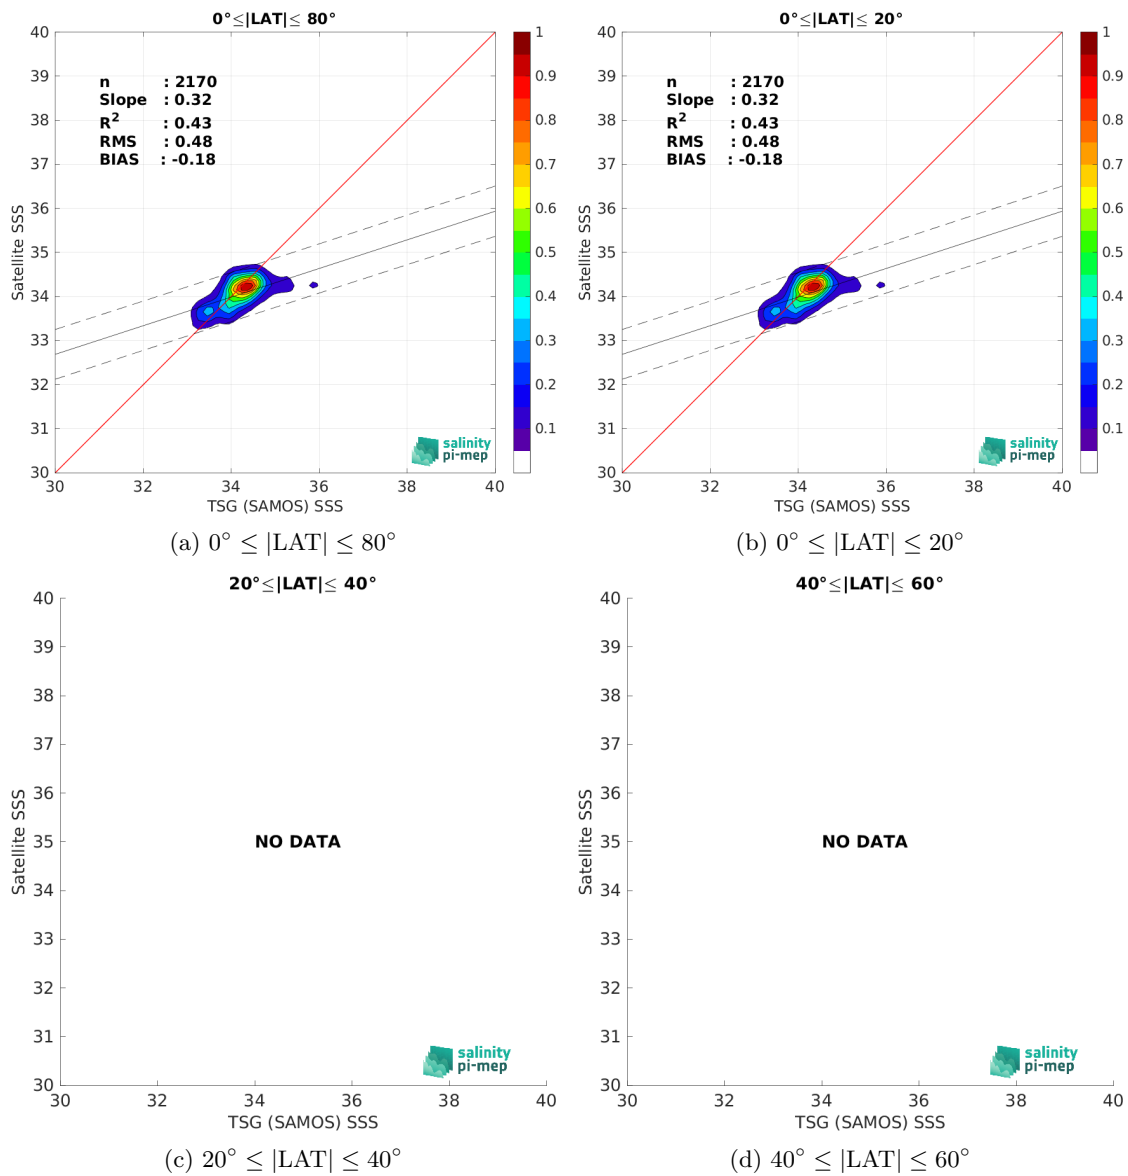 0°≤|LAT|≤ 80°
40
39
38
37
36
35
34
33
32
31
30
Satellite SSS
n : 2170
Slope : 0.32
R² : 0.43
RMS : 0.48
BIAS : -0.18
1
0.9
0.8
0.7
0.6
0.5
0.4
0.3
0.2
0.1
salinity
pi-mep
30 32 34 36 38 40
TSG (SAMOS) SSS
(a) 0° ≤ |LAT| ≤ 80°
0°≤|LAT|≤ 20°
40
39
38
37
36
35
34
33
32
31
30
Satellite SSS
n : 2170
Slope : 0.32
R² : 0.43
RMS : 0.48
BIAS : -0.18
1
0.9
0.8
0.7
0.6
0.5
0.4
0.3
0.2
0.1
salinity
pi-mep
30 32 34 36 38 40
TSG (SAMOS) SSS
(b) 0° ≤ |LAT| ≤ 20°
20°≤|LAT|≤ 40°
40
39
38
37
36
35
34
33
32
31
30
Satellite SSS
NO DATA
salinity
pi-mep
30 32 34 36 38 40
TSG (SAMOS) SSS
(c) 20° ≤ |LAT| ≤ 40°
40°≤|LAT|≤ 60°
40
39
38
37
36
35
34
33
32
31
30
Satellite SSS
NO DATA
salinity
pi-mep
30 32 34 36 38 40
TSG (SAMOS) SSS
(d) 40° ≤ |LAT| ≤ 60°